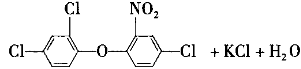 Cl NO₂
Cl O Cl + KCl + H₂O